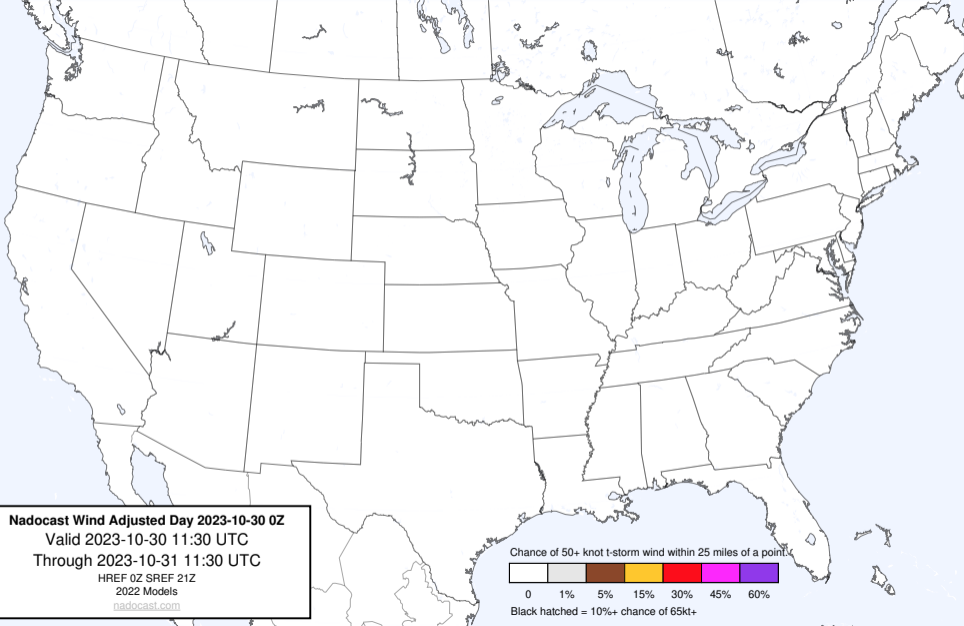 Nadocast Wind Adjusted Day 2023-10-30 0Z
Valid 2023-10-30 11:30 UTC
Through 2023-10-31 11:30 UTC
HREF 0Z SREF 21Z
2022 Models
nadocast.com
Chance of 50+ knot t-storm wind within 25 miles of a point.
0 1% 5% 15% 30% 45% 60%
Black hatched = 10%+ chance of 65kt+